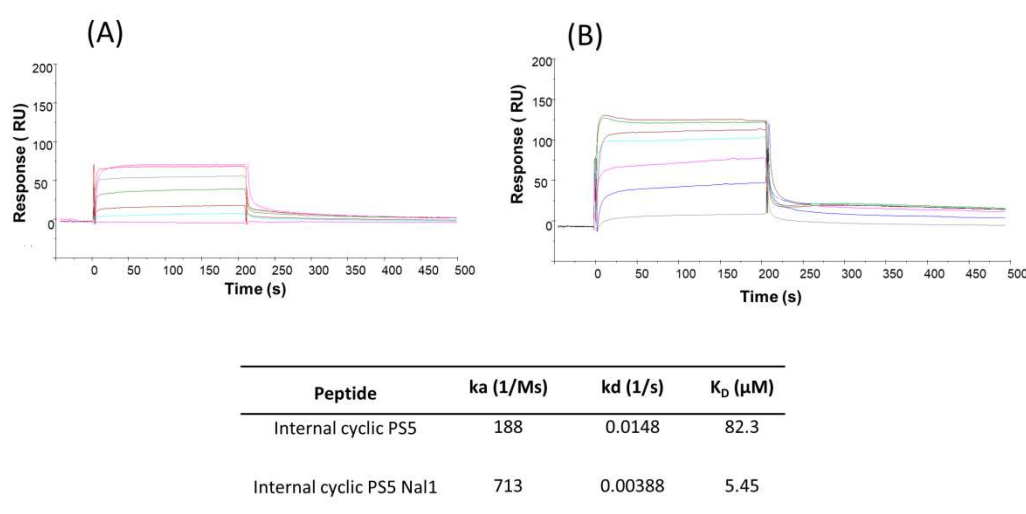 (A)
(B)
200
150
100
50
0
Response ( RU)
0 50 100 150 200 250 300 350 400 450 500
Time (s)
200
150
100
50
0
Response ( RU)
0 50 100 150 200 250 300 350 400 450 500
Time (s)
Peptide ka (1/Ms) kd (1/s) K_D (µM)
Internal cyclic PS5 188 0.0148 82.3
Internal cyclic PS5 Nal1 713 0.00388 5.45